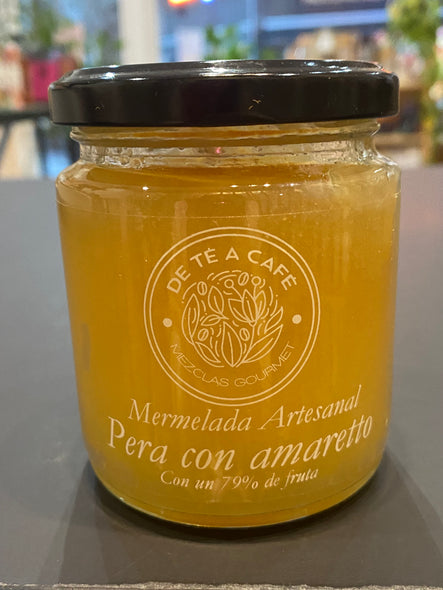 DE TÉ A CAFÉ
MEZCLAS GOURMET
Mermelada Artesanal
Pera con amaretto
Con un 79% de fruta